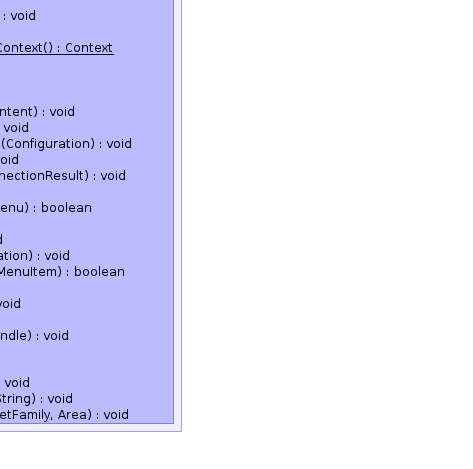 : void
Context() : Context
ntent) : void
void
(Configuration) : void
oid
nectionResult) : void
enu) : boolean
d
ation) : void
MenuItem) : boolean
void
ndle) : void
void
String) : void
etFamily, Area) : void